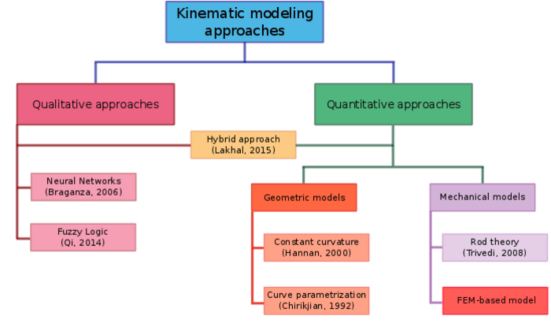 Kinematic modeling
approaches
Qualitative approaches
Quantitative approaches
Hybrid approach
(Lakhal, 2015)
Neural Networks
(Braganza, 2006)
Fuzzy Logic
(Qi, 2014)
Geometric models
Mechanical models
Constant curvature
(Hannan, 2000)
Rod theory
(Trivedi, 2008)
Curve parametrization
(Chirikjian, 1992)
FEM-based model